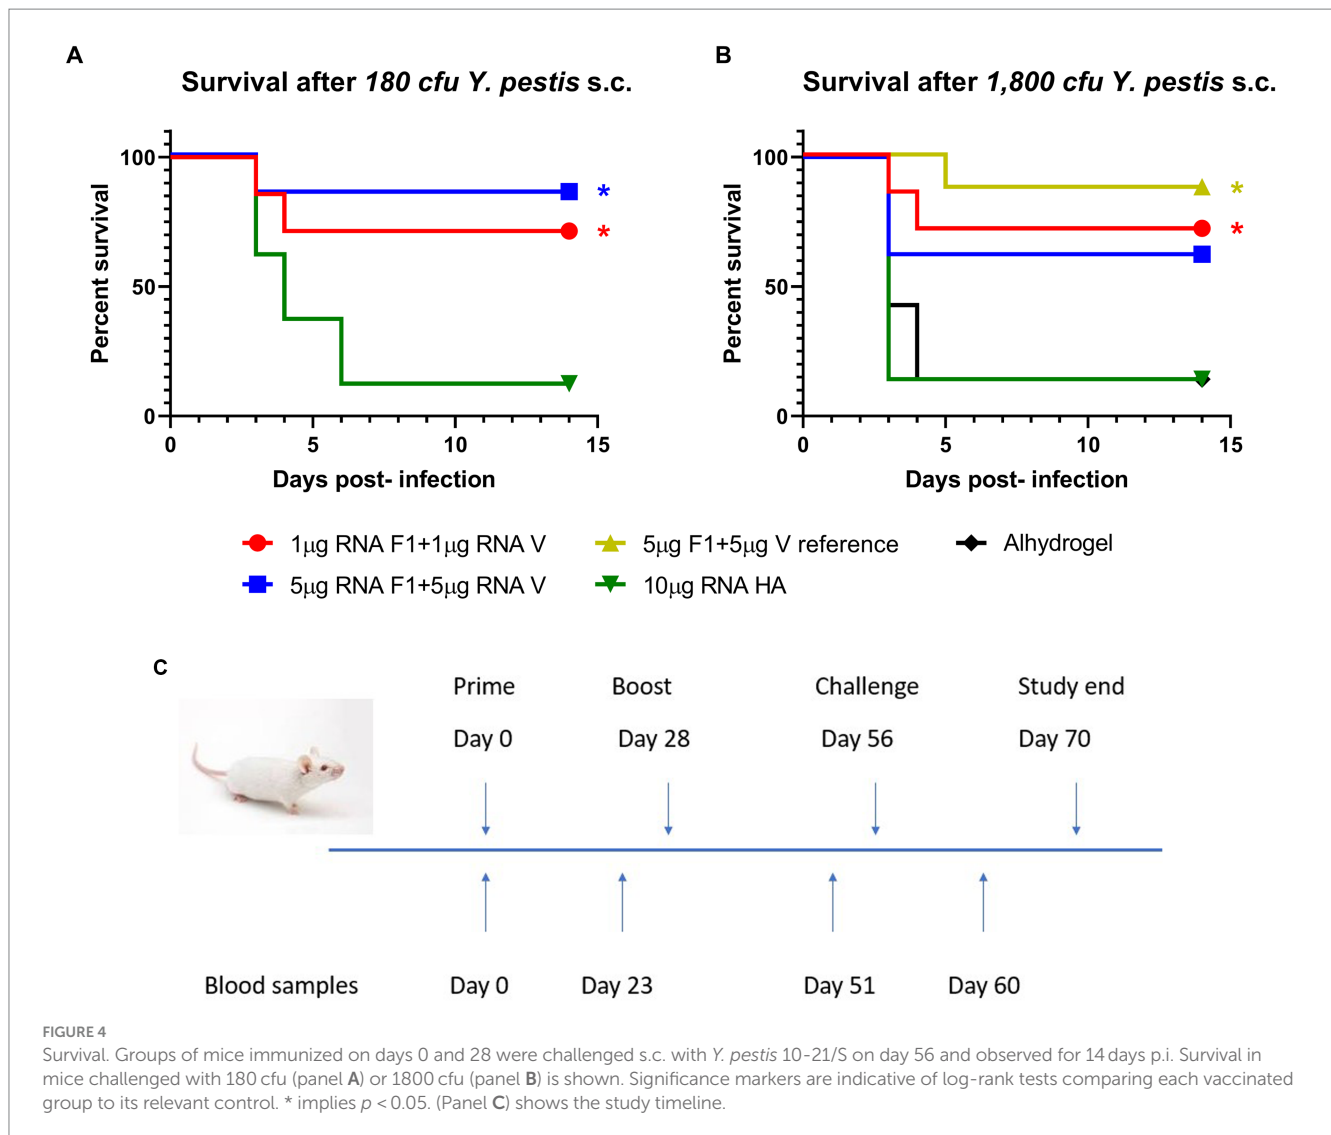 A
B
Survival after 180 cfu Y. pestis s.c.
Survival after 1,800 cfu Y. pestis s.c.
Percent survival
100
50
0
0 5 10 15
Days post- infection
*
*
Percent survival
100
50
0
0 5 10 15
Days post- infection
*
*
1μg RNA F1+1μg RNA V
5μg F1+5μg V reference
Alhydrogel
5μg RNA F1+5μg RNA V
10μg RNA HA
C
Prime Boost Challenge Study end
Day 0 Day 28 Day 56 Day 70
Blood samples Day 0 Day 23 Day 51 Day 60
FIGURE 4
Survival. Groups of mice immunized on days 0 and 28 were challenged s.c. with Y. pestis 10-21/S on day 56 and observed for 14 days p.i. Survival in
mice challenged with 180 cfu (panel A) or 1800 cfu (panel B) is shown. Significance markers are indicative of log-rank tests comparing each vaccinated
group to its relevant control. * implies p < 0.05. (Panel C) shows the study timeline.